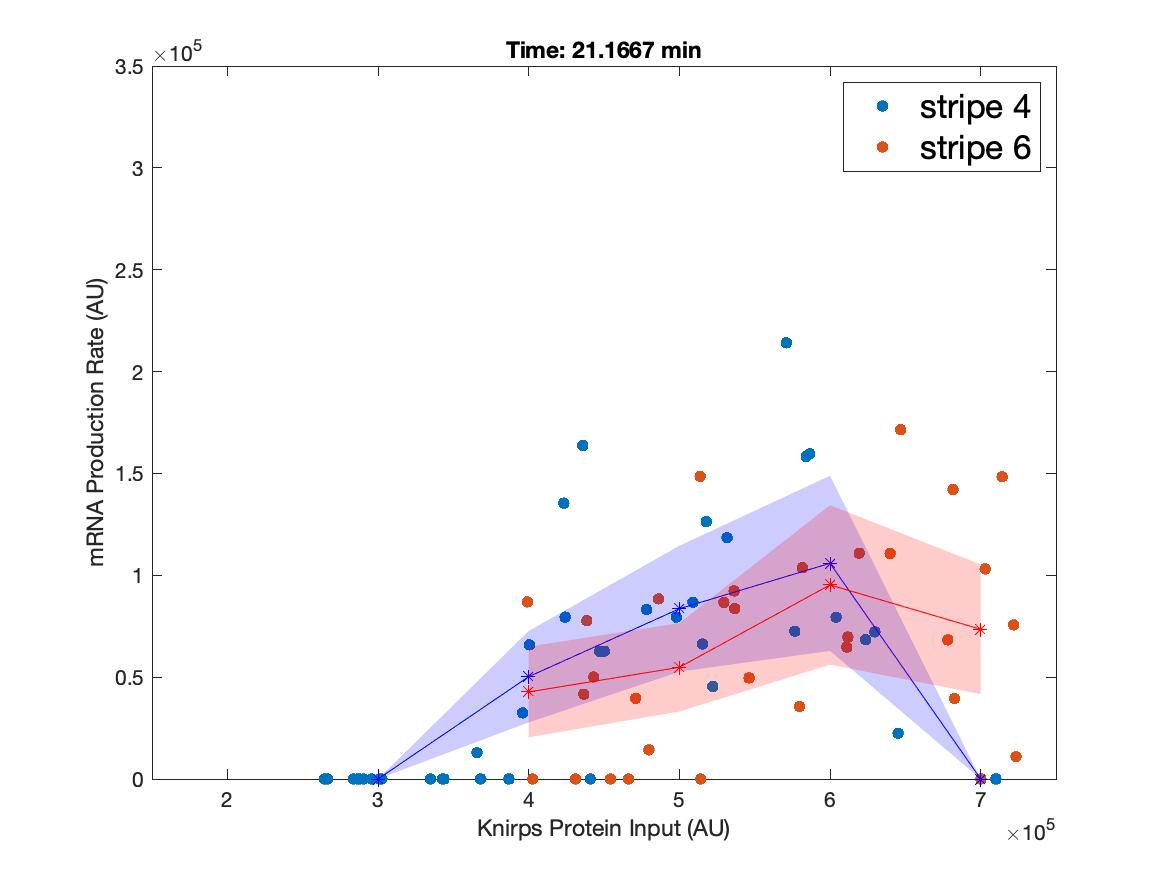 Time: 21.1667 min
×10^5
3.5
3
2.5
2
1.5
1
0.5
0
mRNA Production Rate (AU)
stripe 4
stripe 6
2 3 4 5 6 7
Knirps Protein Input (AU)
×10^5